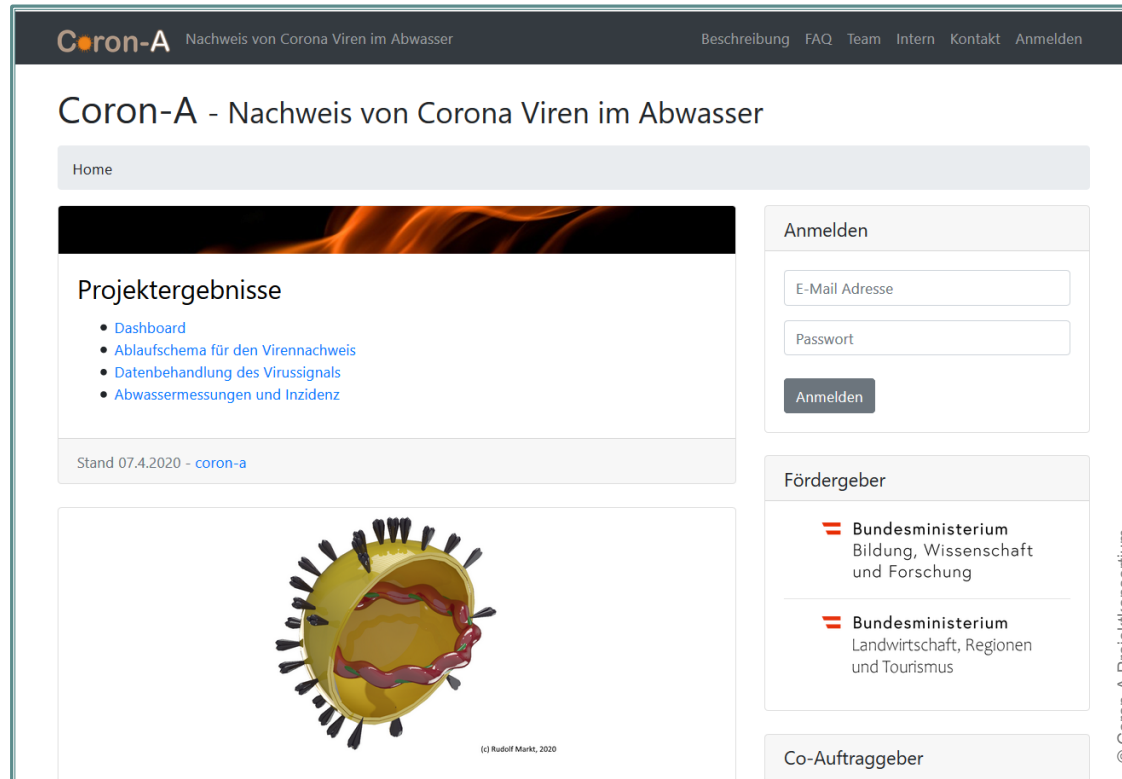 Coron-A Nachweis von Corona Viren im Abwasser Beschreibung FAQ Team Intern Kontakt Anmelden
Coron-A - Nachweis von Corona Viren im Abwasser
Home
Projektergebnisse
Dashboard
Ablaufschema für den Virennachweis
Datenbehandlung des Virussignals
Abwassermessungen und Inzidenz
Stand 07.4.2020 - coron-a
(c) Rudolf Markt, 2020
Anmelden
E-Mail Adresse
Passwort
Anmelden
Fördergeber
Bundesministerium
Bildung, Wissenschaft
und Forschung
Bundesministerium
Landwirtschaft, Regionen
und Tourismus
Co-Auftraggeber
© Coron-A Projektkonsortium